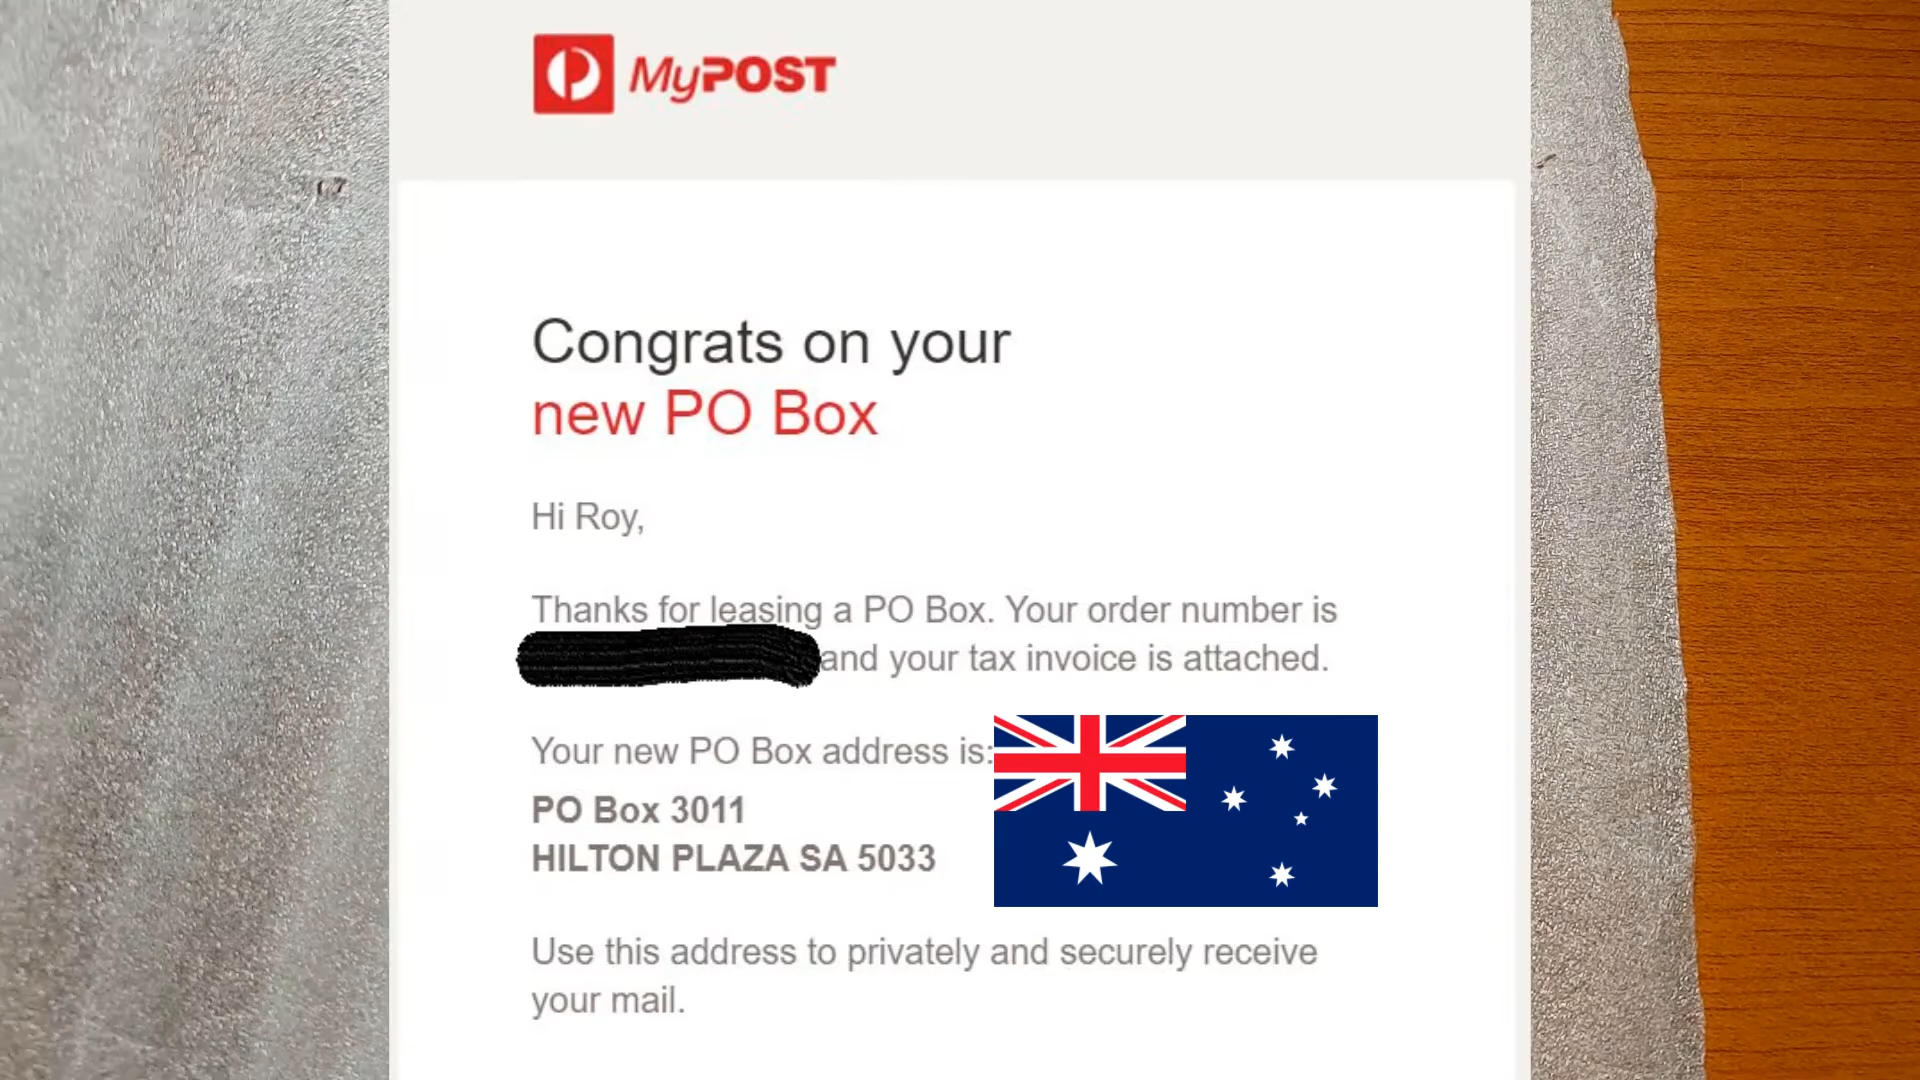 MyPOST
Congrats on your
new PO Box
Hi Roy,
Thanks for leasing a PO Box. Your order number is
and your tax invoice is attached.
Your new PO Box address is:
PO Box 3011
HILTON PLAZA SA 5033
Use this address to privately and securely receive
your mail.